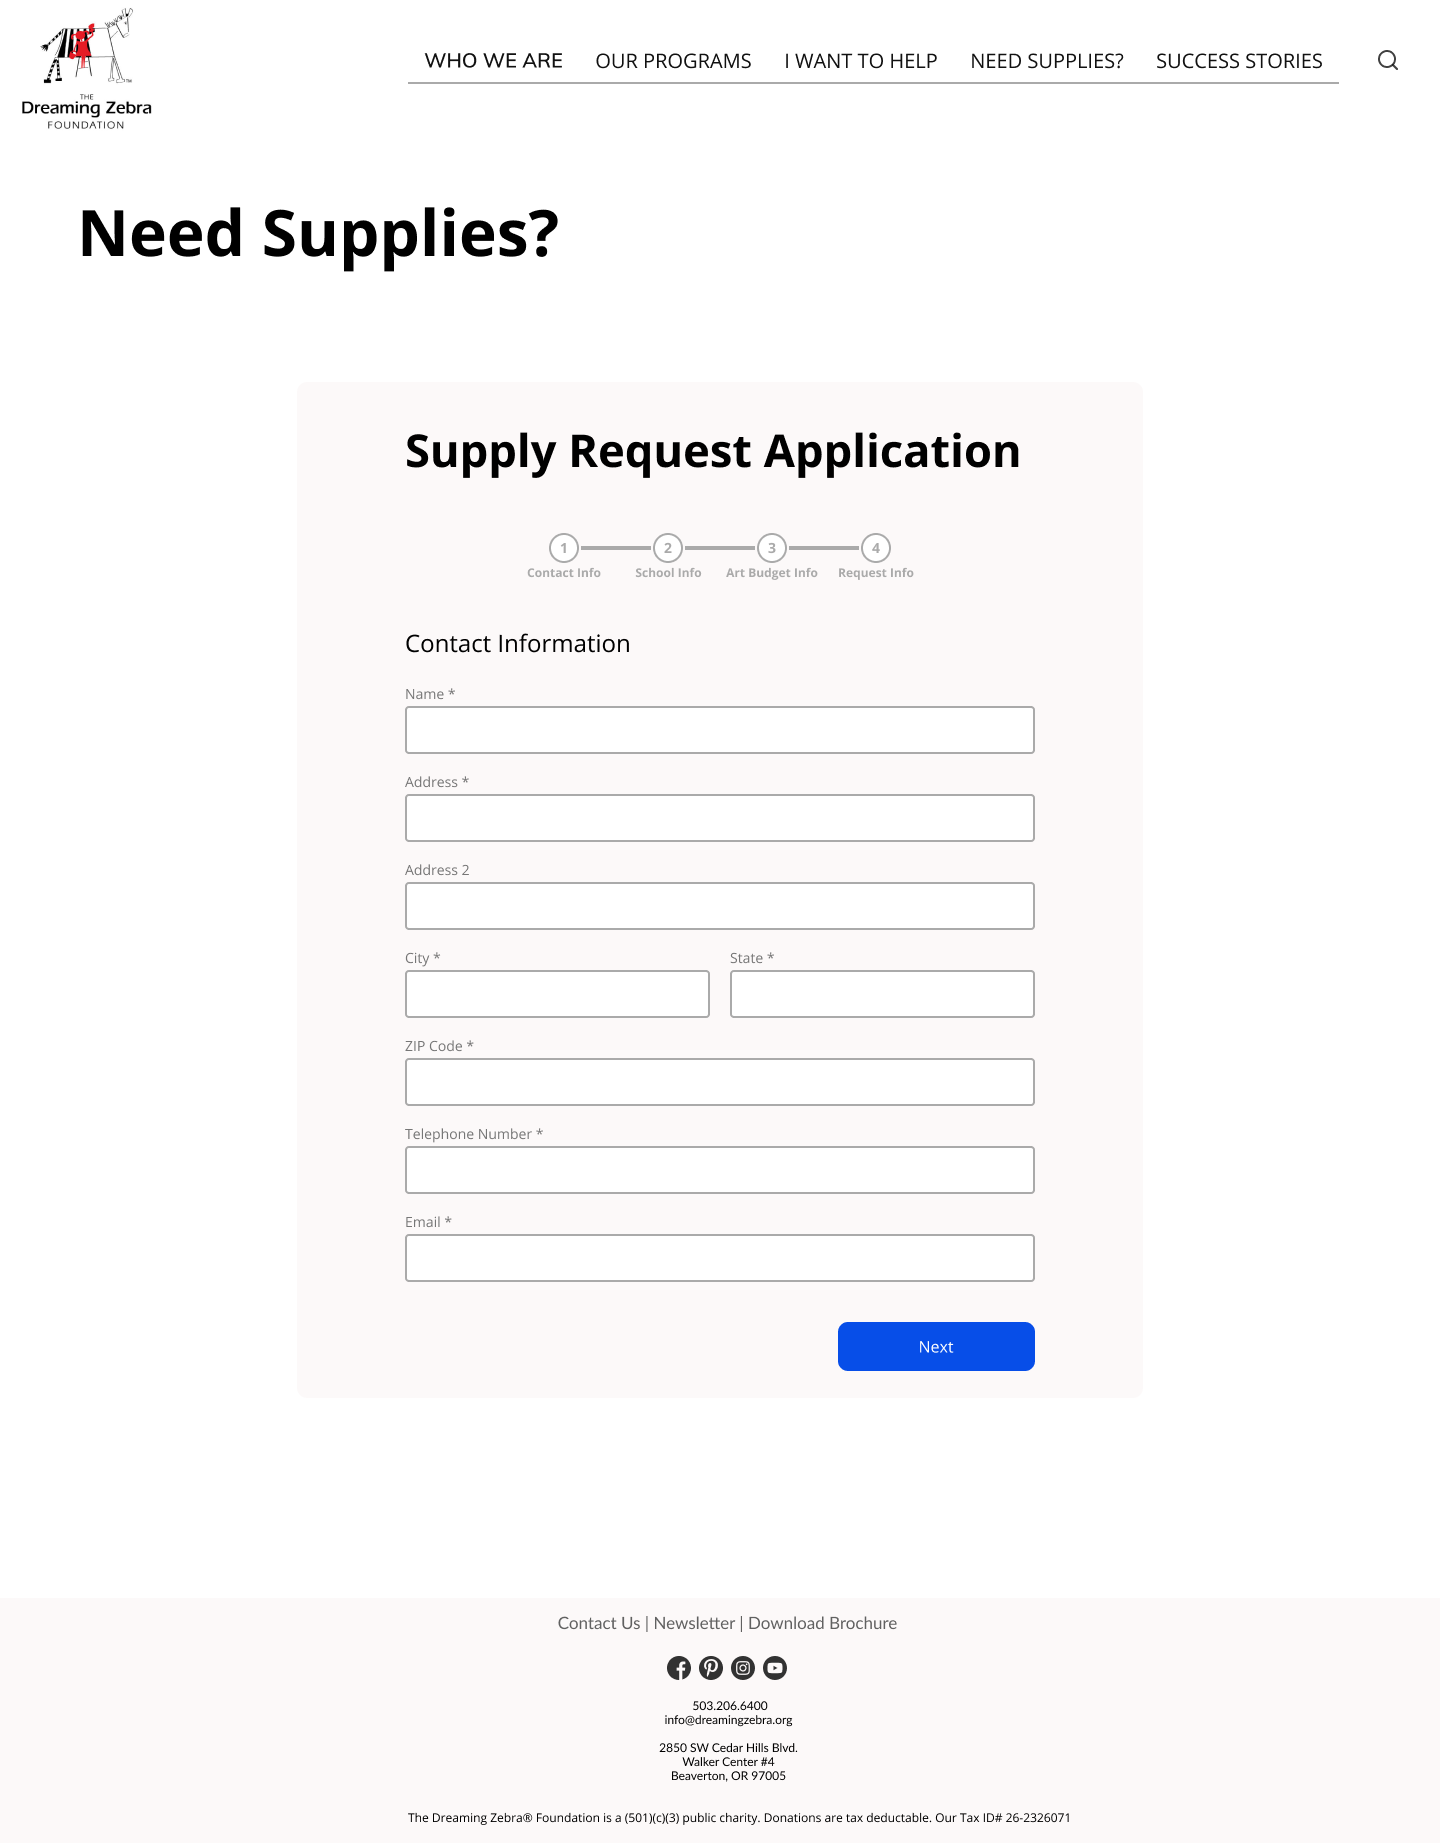 THE
Dreaming Zebra
FOUNDATION
WHO WE ARE OUR PROGRAMS I WANT TO HELP NEED SUPPLIES? SUCCESS STORIES
Need Supplies?
Supply Request Application
1 2 3 4
Contact Info School Info Art Budget Info Request Info
Contact Information
Name *
Address *
Address 2
City * State *
ZIP Code *
Telephone Number *
Email *
Next
Contact Us | Newsletter | Download Brochure
503.206.6400
info@dreamingzebra.org
2850 SW Cedar Hills Blvd.
Walker Center #4
Beaverton, OR 97005
The Dreaming Zebra® Foundation is a (501)(c)(3) public charity. Donations are tax deductable. Our Tax ID# 26-2326071